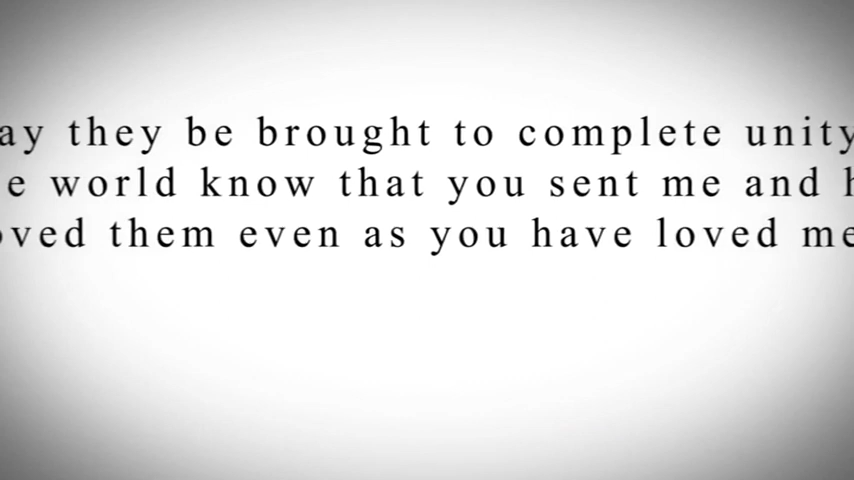 ay they be brought to complete unity
e world know that you sent me and h
oved them even as you have loved me